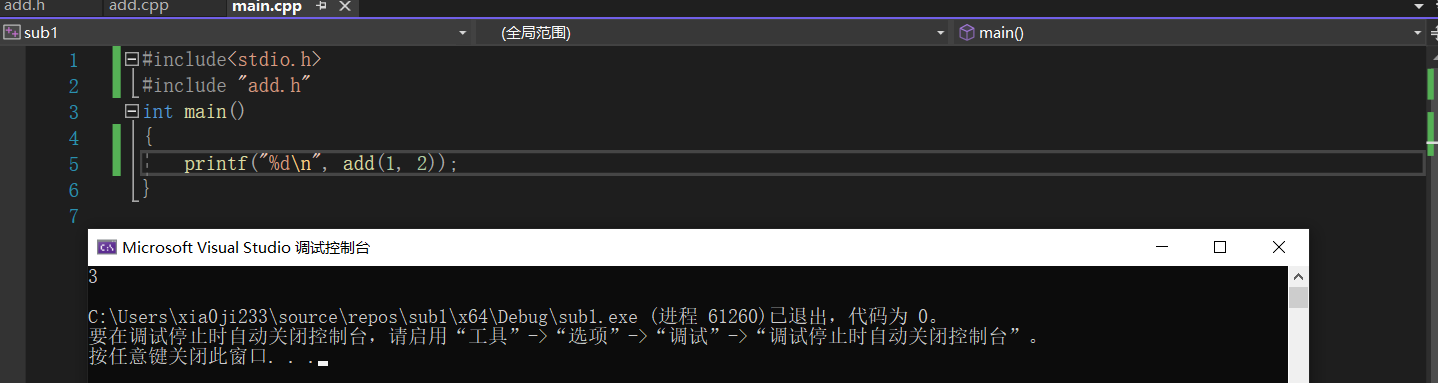 add.h add.cpp main.cpp
sub1 (全局范围) main()
1 #include<stdio.h>
2 #include "add.h"
3 int main()
4 {
5 printf("%d\n", add(1, 2));
6 }
7
C:\ Microsoft Visual Studio 调试控制台
3
C:\Users\xia0ji233\source\repos\sub1\x64\Debug\sub1.exe (进程 61260)已退出，代码为 0。
要在调试停止时自动关闭控制台，请启用“工具”->“选项”->“调试”->“调试停止时自动关闭控制台”。
按任意键关闭此窗口. . .